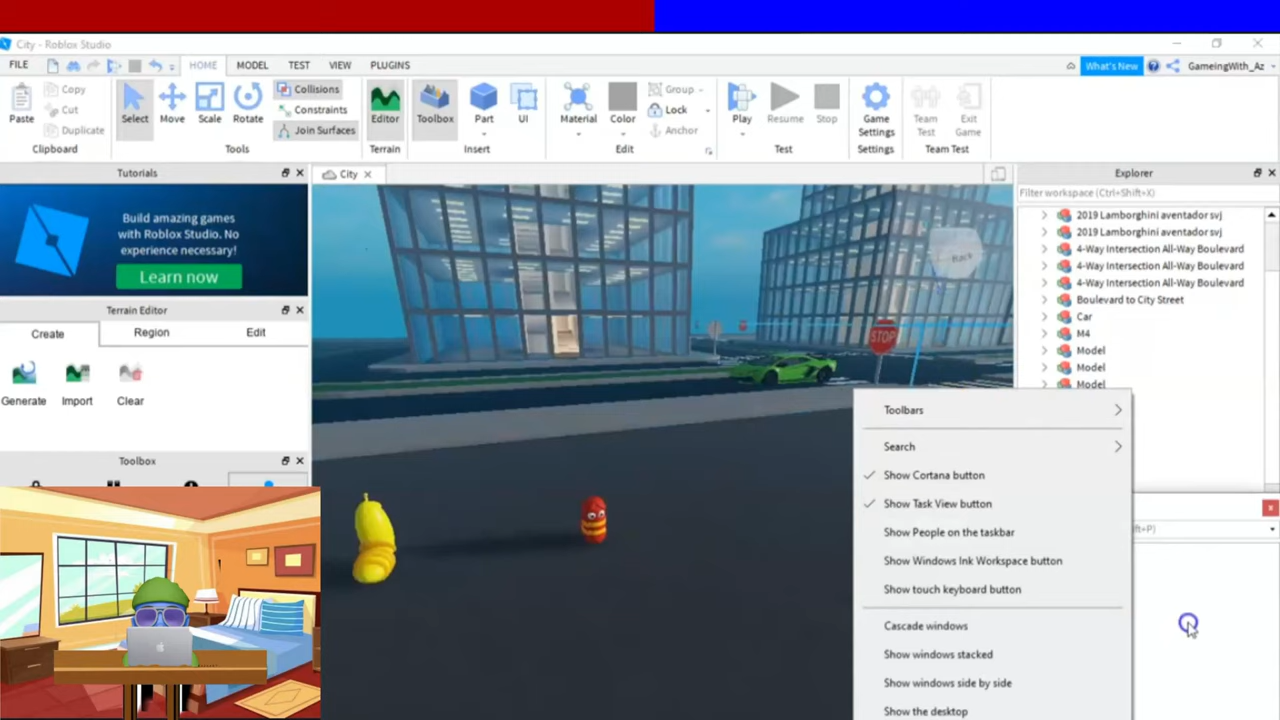 City - Roblox Studio
FILE HOME MODEL TEST VIEW PLUGINS What's New GameingWith_Az
Paste Copy Cut Duplicate Select Move Scale Rotate Collisions Constraints Join Surfaces Editor Toolbox Part UI Material Color Group Lock Anchor Play Resume Stop Game Settings Team Test Exit Game
Clipboard Tools Terrain Insert Edit Test Settings Team Test
Tutorials
City
Explorer
Filter workspace (Ctrl+Shift+X)
Build amazing games
with Roblox Studio. No
experience necessary!
Learn now
Terrain Editor
Create Region Edit
Generate Import Clear
Toolbox
Back
STOP
2019 Lamborghini aventador svj
2019 Lamborghini aventador svj
4-Way Intersection All-Way Boulevard
4-Way Intersection All-Way Boulevard
4-Way Intersection All-Way Boulevard
Boulevard to City Street
Car
M4
Model
Model
Model
Toolbars
Search
Show Cortana button
Show Task View button
Show People on the taskbar
Show Windows Ink Workspace button
Show touch keyboard button
Cascade windows
Show windows stacked
Show windows side by side
Show the desktop
ift+P)